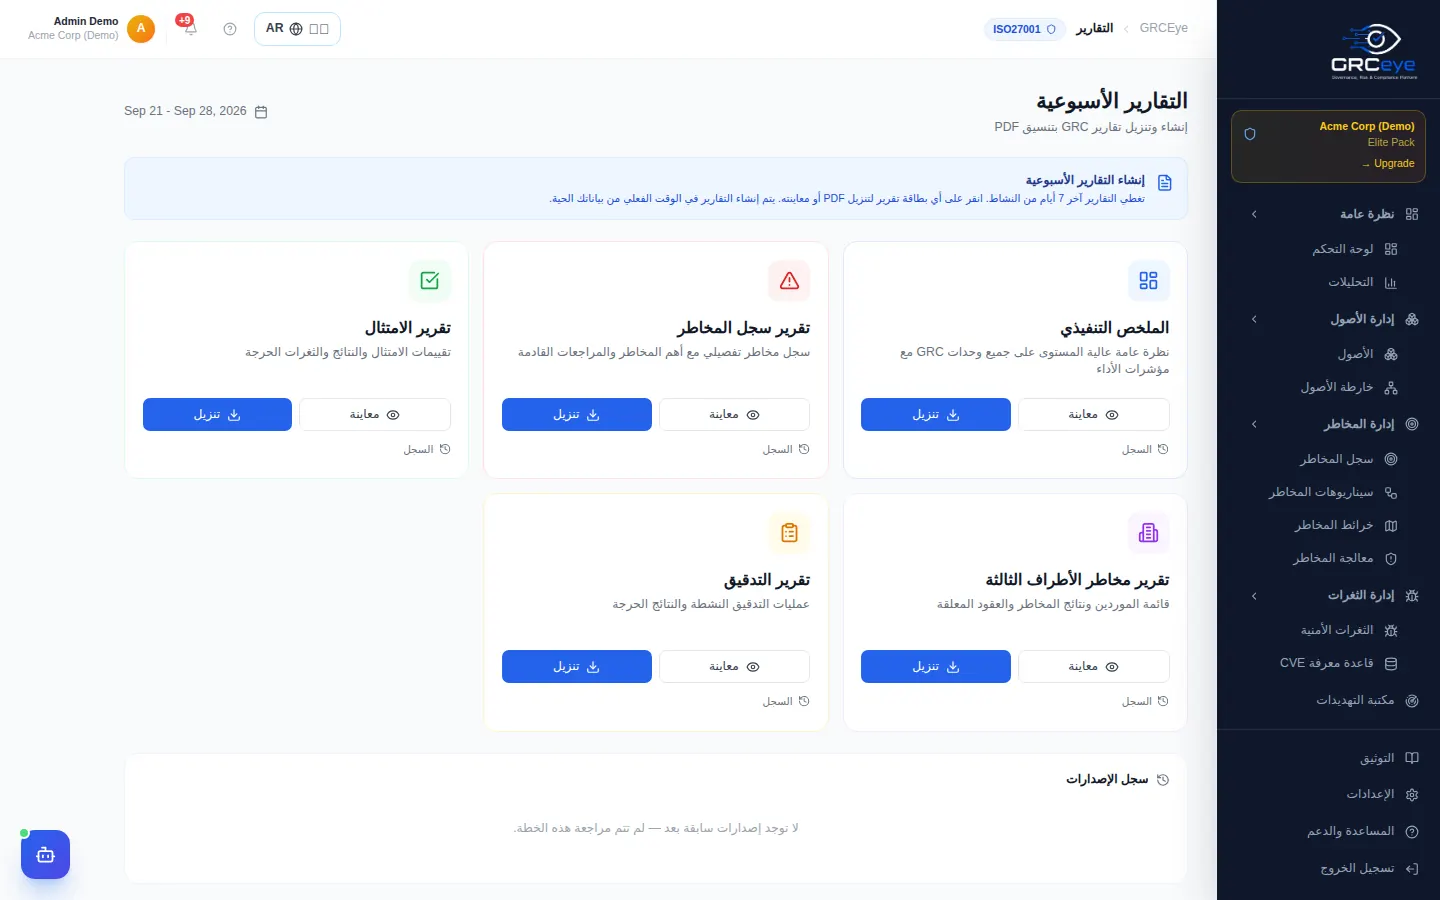 GRCeye
Governance, Risk & Compliance Platform
Acme Corp (Demo)
Elite Pack
→ Upgrade
نظرة عامة
لوحة التحكم
التحليلات
إدارة الأصول
الأصول
خارطة الأصول
إدارة المخاطر
سجل المخاطر
سيناريوهات المخاطر
خرائط المخاطر
معالجة المخاطر
إدارة الثغرات
الثغرات الأمنية
قاعدة معرفة CVE
مكتبة التهديدات
التوثيق
الإعدادات
المساعدة والدعم
تسجيل الخروج
GRCEye
التقارير
ISO27001
AR
+9
A
Admin Demo
Acme Corp (Demo)
التقارير الأسبوعية
إنشاء وتنزيل تقارير GRC بتنسيق PDF
Sep 21 - Sep 28, 2026
إنشاء التقارير الأسبوعية
تغطي التقارير آخر 7 أيام من النشاط. انقر على أي بطاقة تقرير لتنزيل PDF أو معاينته. يتم إنشاء التقارير في الوقت الفعلي من بياناتك الحية.
الملخص التنفيذي
نظرة عامة عالية المستوى على جميع وحدات GRC مع
مؤشرات الأداء
معاينة
تنزيل
السجل
تقرير سجل المخاطر
سجل مخاطر تفصيلي مع أهم المخاطر والمراجعات القادمة
معاينة
تنزيل
السجل
تقرير الامتثال
تقييمات الامتثال والنتائج والثغرات الحرجة
معاينة
تنزيل
السجل
تقرير مخاطر الأطراف الثالثة
قائمة الموردين ونتائج المخاطر والعقود المعلقة
معاينة
تنزيل
السجل
تقرير التدقيق
عمليات التدقيق النشطة والنتائج الحرجة
معاينة
تنزيل
السجل
سجل الإصدارات
لا توجد إصدارات سابقة بعد — لم تتم مراجعة هذه الخطة.